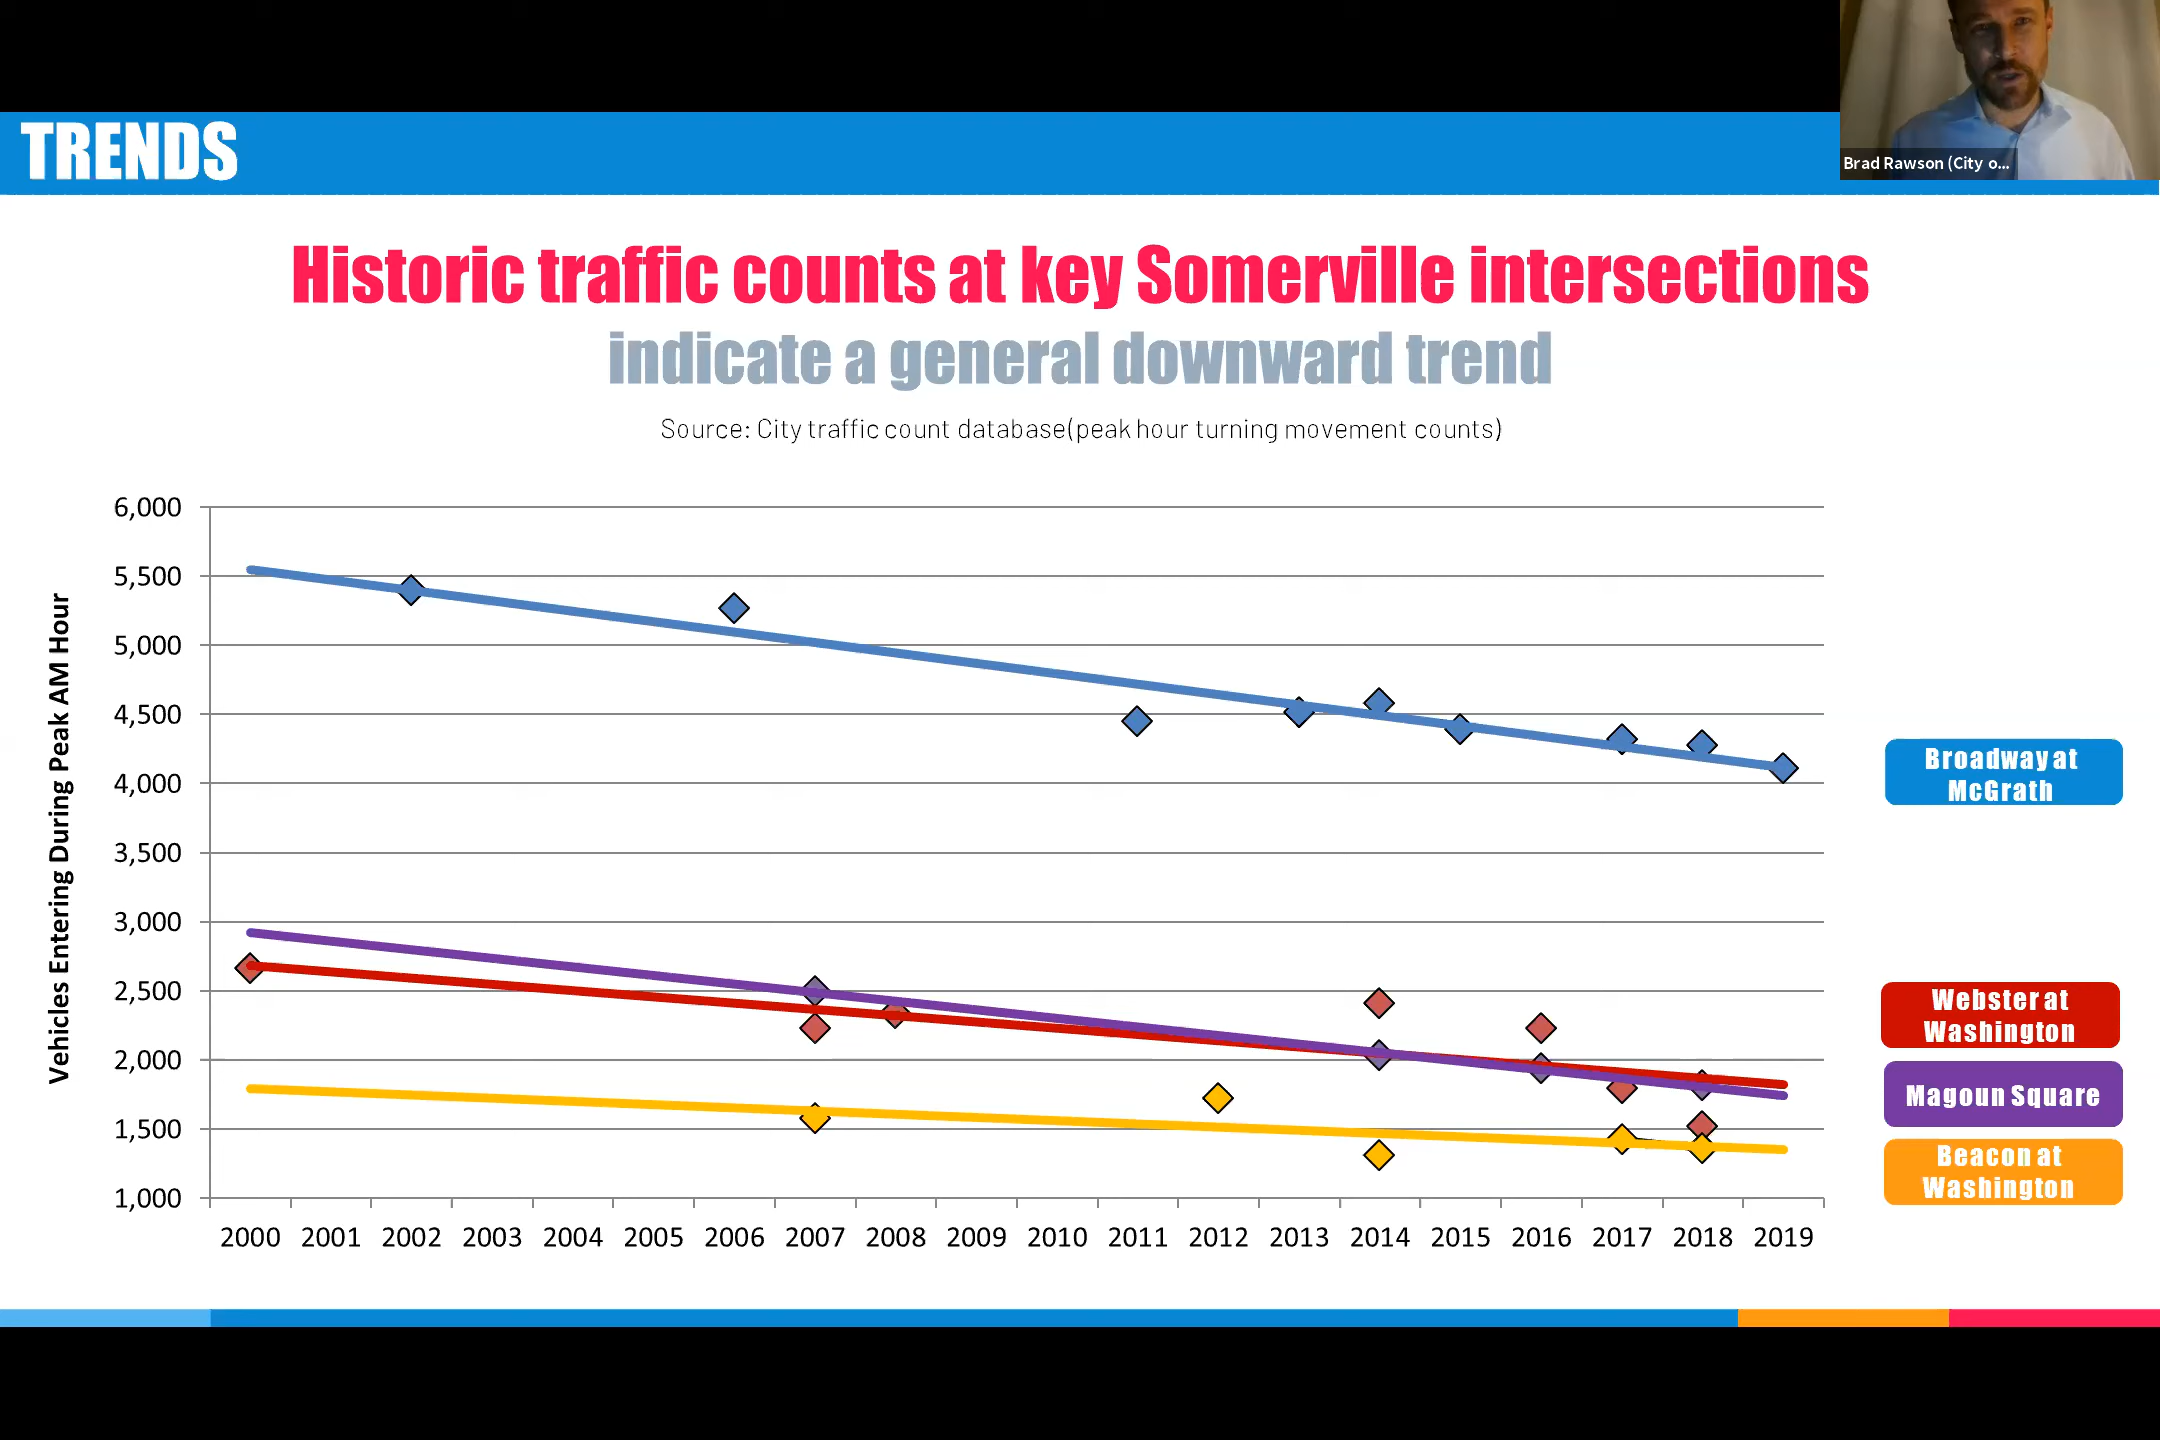 Brad Rawson (City o...
TRENDS
Historic traffic counts at key Somerville intersections
indicate a general downward trend
Source: City traffic count database(peak hour turning movement counts)
Vehicles Entering During Peak AM Hour
6,000
5,500
5,000
4,500
4,000
3,500
3,000
2,500
2,000
1,500
1,000
2000 2001 2002 2003 2004 2005 2006 2007 2008 2009 2010 2011 2012 2013 2014 2015 2016 2017 2018 2019
Broadway at
McGrath
Webster at
Washington
Magoun Square
Beacon at
Washington